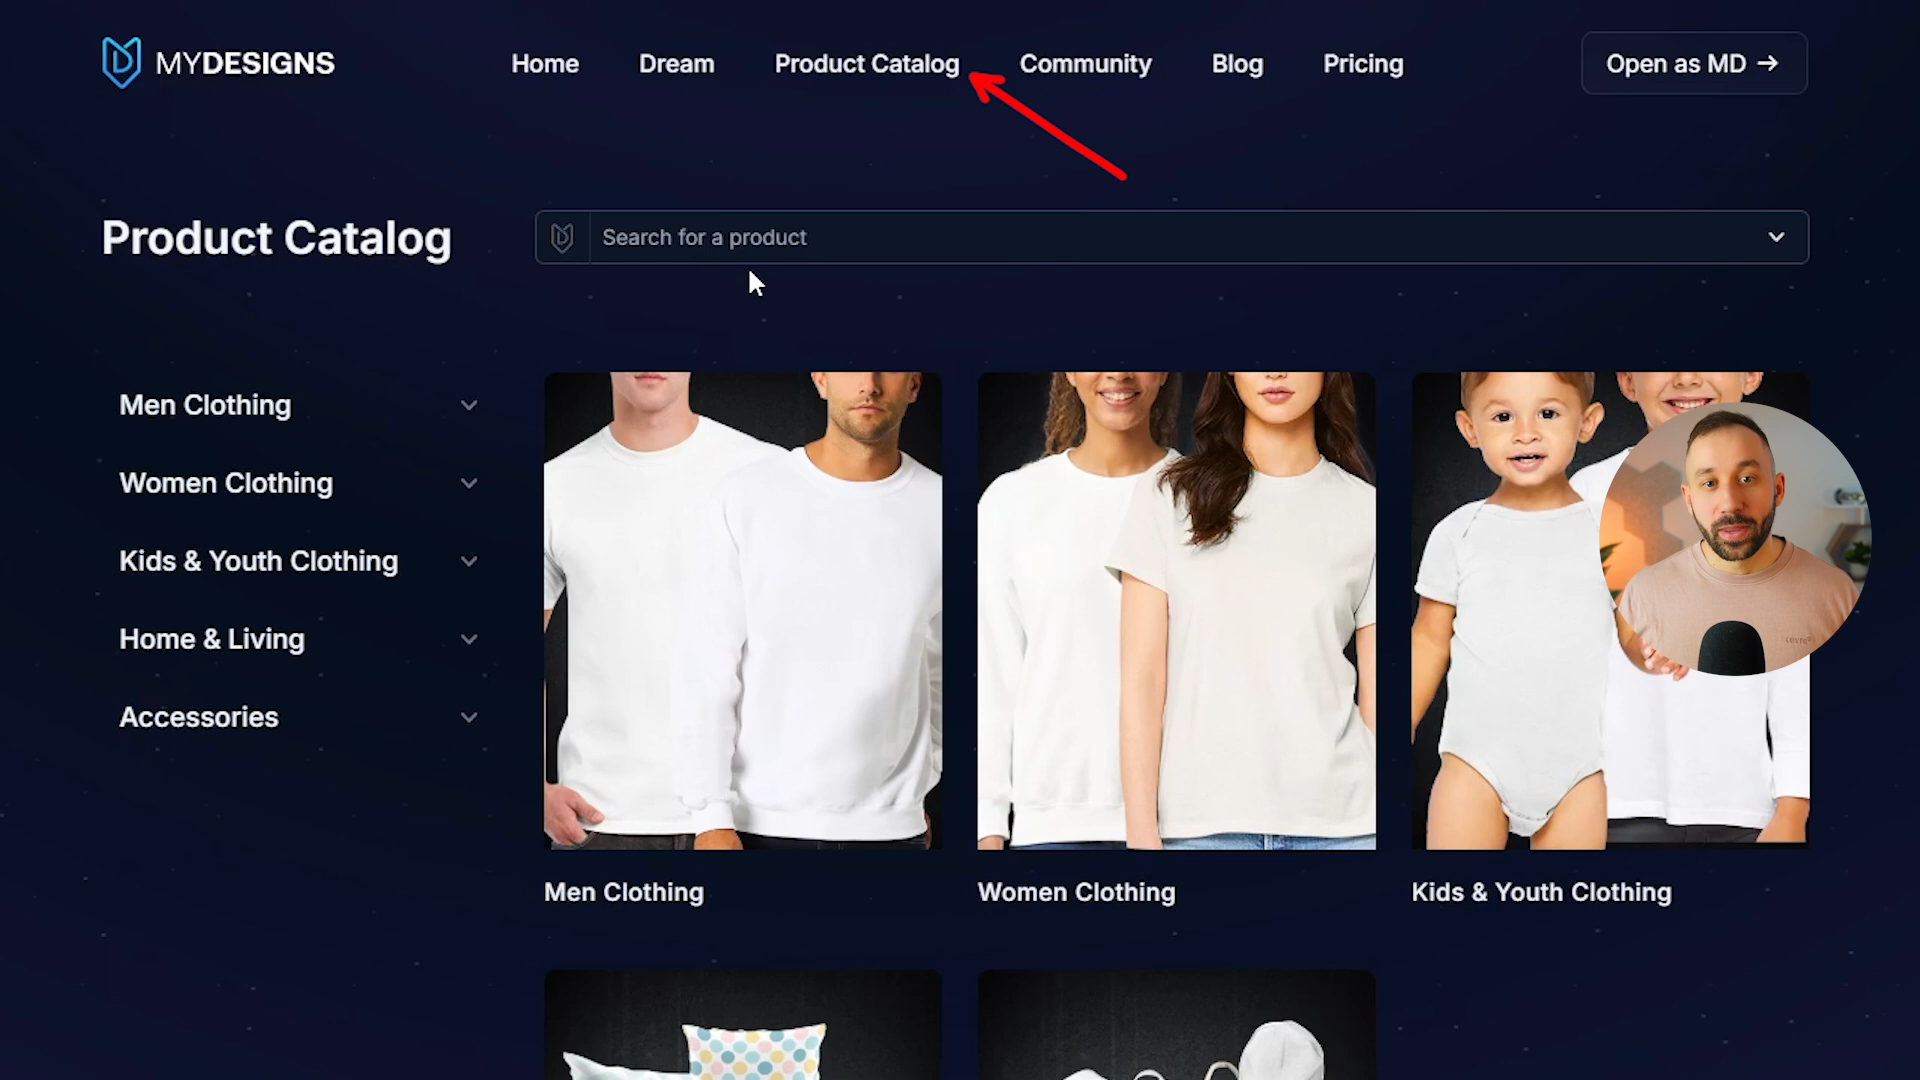 MYDESIGNS
Home
Dream
Product Catalog
Community
Blog
Pricing
Open as MD →
Product Catalog
Search for a product
Men Clothing
Women Clothing
Kids & Youth Clothing
Home & Living
Accessories
Men Clothing
Women Clothing
Kids & Youth Clothing